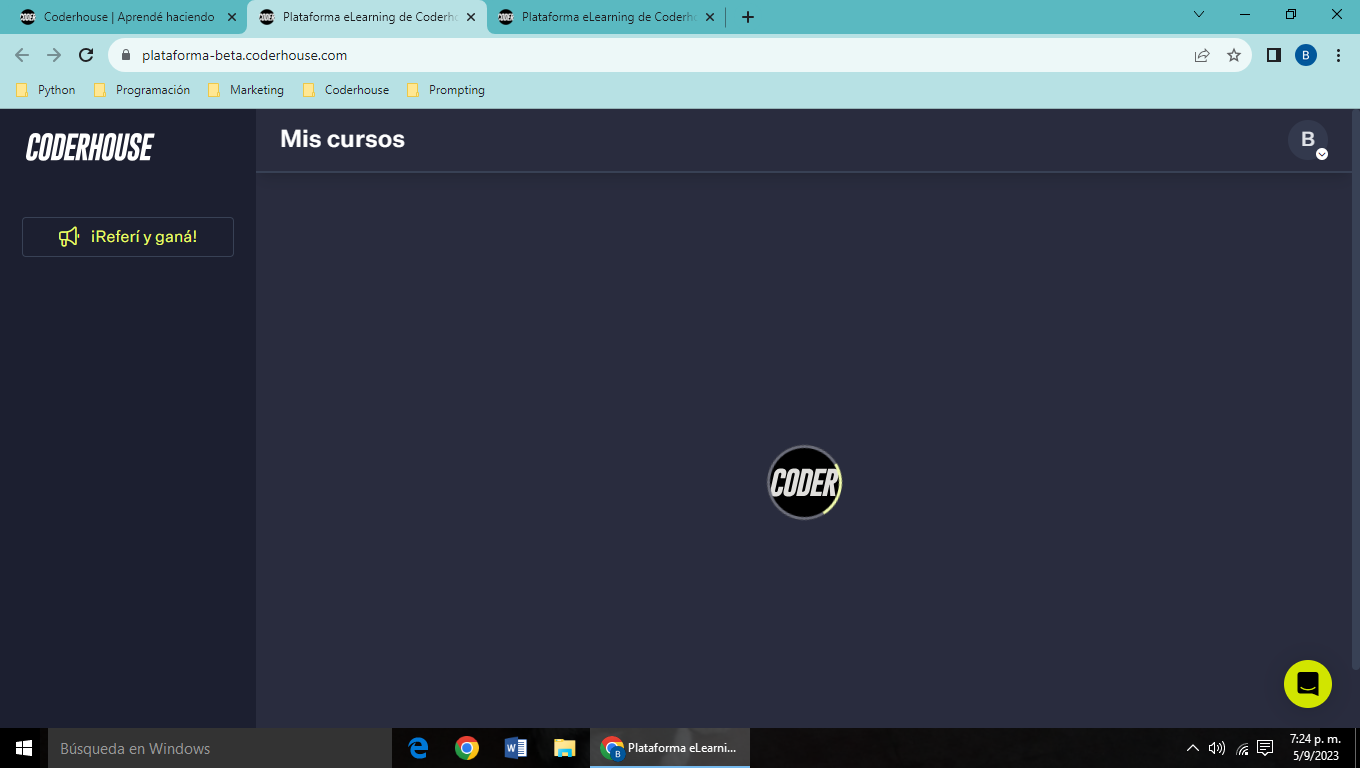 Coderhouse | Aprendé haciendo
Plataforma eLearning de Coderho
Plataforma eLearning de Coderho
plataforma-beta.coderhouse.com
B
Python
Programación
Marketing
Coderhouse
Prompting
CODERHOUSE
Mis cursos
B
¡Referí y ganá!
CODER
Búsqueda en Windows
B
Plataforma eLearni...
7:24 p. m.
5/9/2023